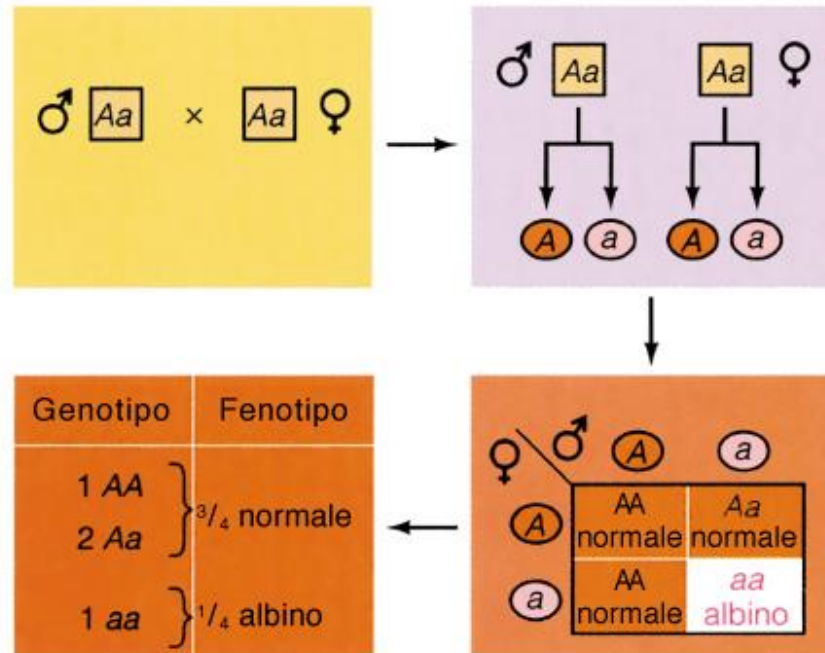 ♂ Aa × Aa ♀
♂ Aa Aa ♀
A a A a
Genotipo Fenotipo
1 AA
2 Aa
3/4 normale
1 aa 1/4 albino
♀ ♂ A a
A AA normale Aa normale
a AA normale aa albino